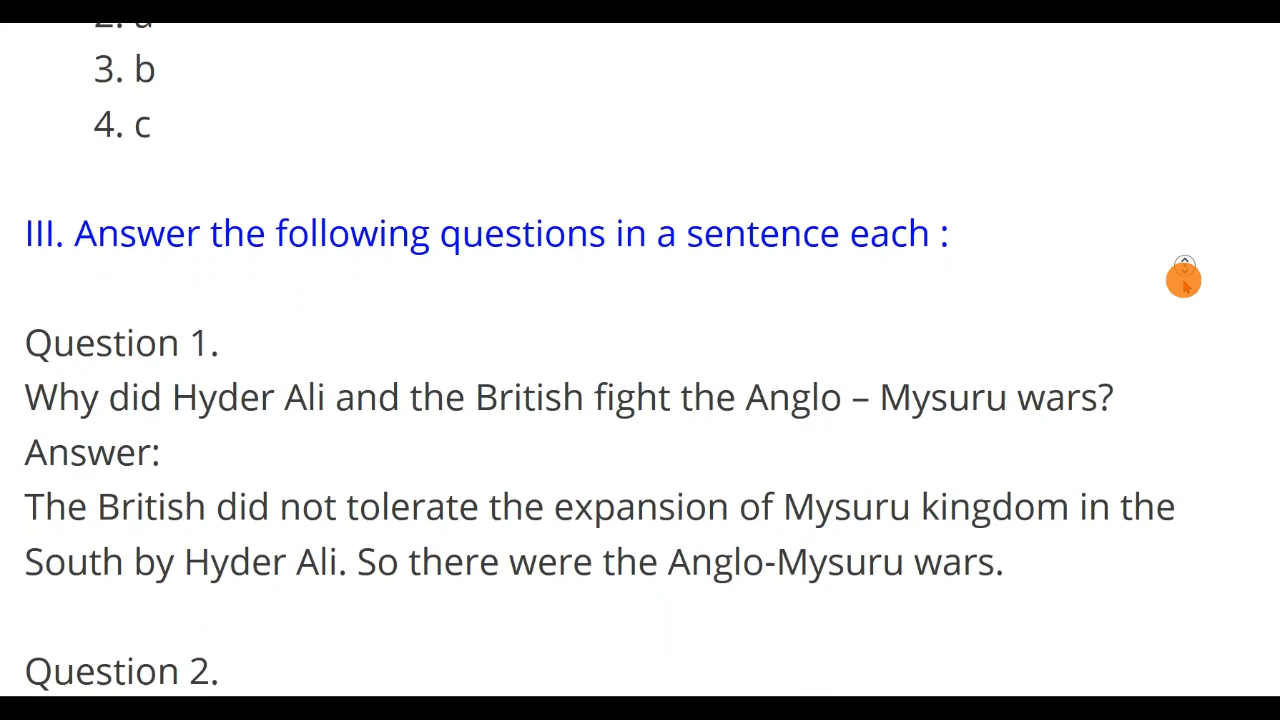 3. b
4. c
III. Answer the following questions in a sentence each :
Question 1.
Why did Hyder Ali and the British fight the Anglo – Mysuru wars?
Answer:
The British did not tolerate the expansion of Mysuru kingdom in the
South by Hyder Ali. So there were the Anglo-Mysuru wars.
Question 2.